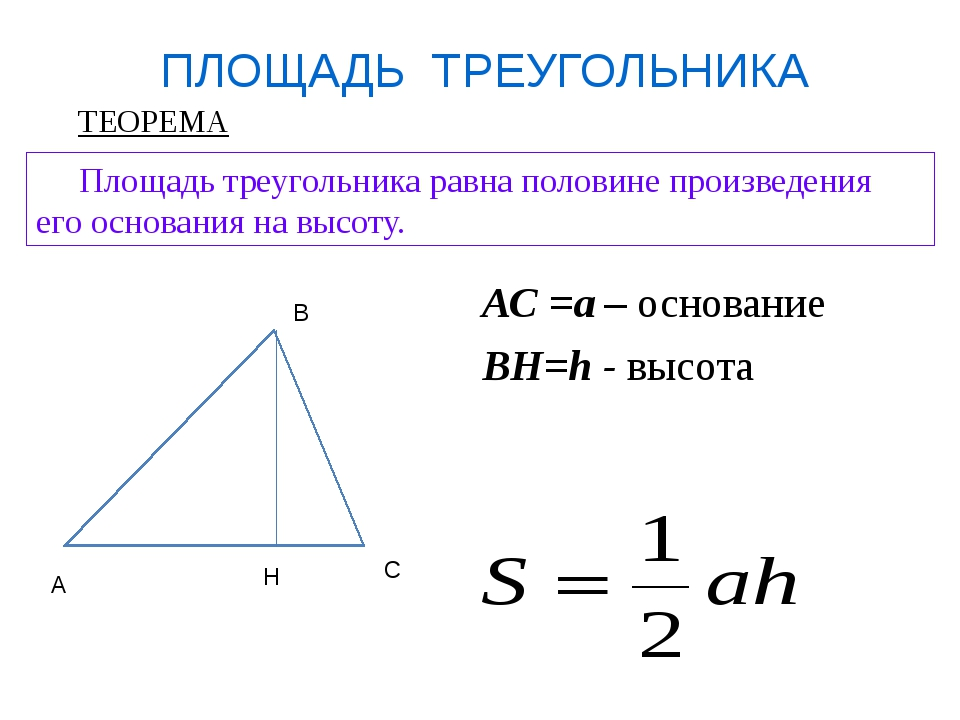 ПЛОЩАДЬ ТРЕУГОЛЬНИКА
ТЕОРЕМА
Площадь треугольника равна половине произведения
его основания на высоту.
AC =a – основание
BH=h - высота
B
A
H
C
S = 1/2 ah